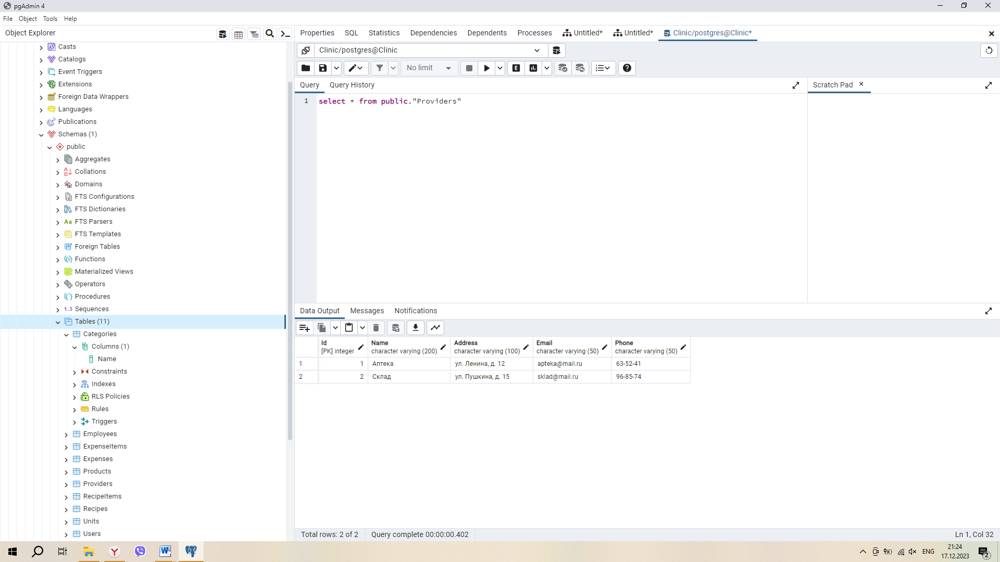 pgAdmin 4
File Object Tools Help
Object Explorer
Properties SQL Statistics Dependencies Dependents Processes Untitled* Untitled* Clinic/postgres@Clinic*
Casts
Catalogs
Event Triggers
Extensions
Foreign Data Wrappers
Languages
Publications
Schemas (1)
public
Aggregates
Collations
Domains
FTS Configurations
FTS Dictionaries
Aa FTS Parsers
FTS Templates
Foreign Tables
Functions
Materialized Views
Operators
Procedures
1..3 Sequences
Tables (11)
Categories
Columns (1)
Name
Constraints
Indexes
RLS Policies
Rules
Triggers
Employees
ExpenseItems
Expenses
Products
Providers
RecipeItems
Recipes
Units
Users
Clinic/postgres@Clinic
No limit
E
Query Query History
Scratch Pad
1 select * from public."Providers"
Data Output Messages Notifications
Id Name Address Email Phone
[PK] integer character varying (200) character varying (100) character varying (50) character varying (50)
1 1 Аптека ул. Ленина, д. 12 apteka@mail.ru 63-52-41
2 2 Склад ул. Пушкина, д. 15 sklad@mail.ru 96-85-74
Total rows: 2 of 2 Query complete 00:00:00.402 Ln 1, Col 32
ENG 21:24
17.12.2023 2